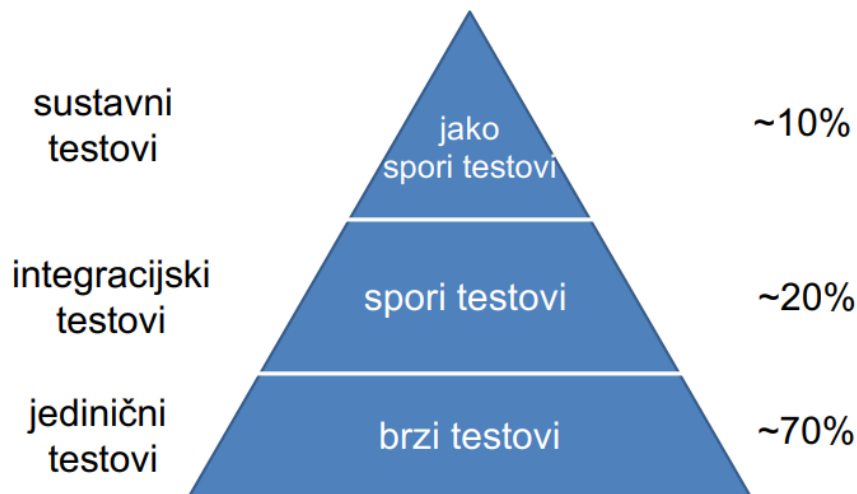 sustavni
testovi
jako
spori testovi
~10%
integracijski
testovi
spori testovi
~20%
jedinični
testovi
brzi testovi
~70%